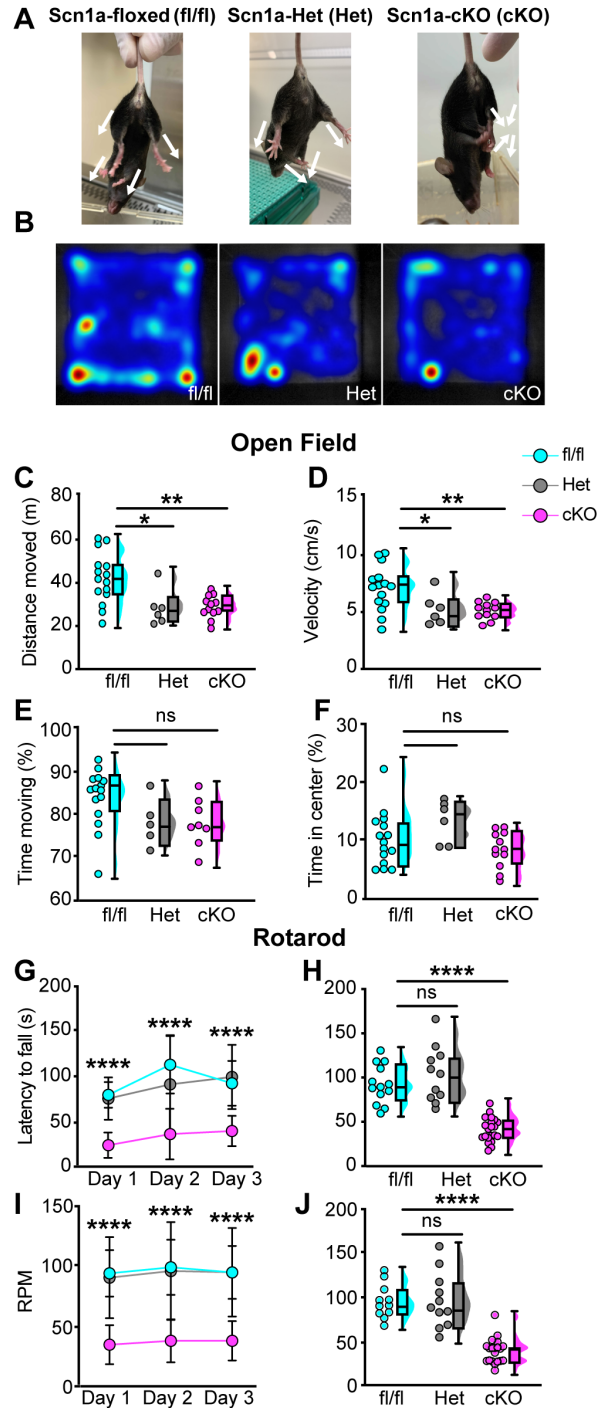 A Scn1a-floxed (fl/fl) Scn1a-Het (Het) Scn1a-cKO (cKO)
B
fl/fl Het cKO
Open Field
fl/fl
Het
cKO
C
Distance moved (m)
80
60
40
20
0
**
*
fl/fl Het cKO
D
Velocity (cm/s)
15
10
5
0
**
*
fl/fl Het cKO
E
Time moving (%)
100
90
80
70
60
ns
fl/fl Het cKO
F
Time in center (%)
30
20
10
0
ns
fl/fl Het cKO
Rotarod
G
Latency to fall (s)
200
150
100
50
0
**** **** ****
Day 1 Day 2 Day 3
H
200
150
100
50
0
****
ns
fl/fl Het cKO
I
RPM
150
100
50
0
**** **** ****
Day 1 Day 2 Day 3
J
200
150
100
50
0
****
ns
fl/fl Het cKO